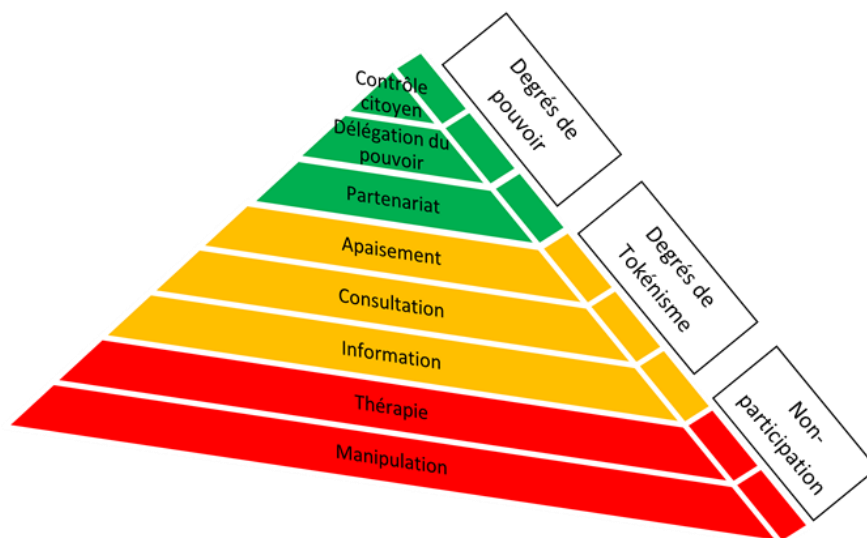 Contrôle
citoyen
Délégation du
pouvoir
Partenariat
Apaisement
Consultation
Information
Thérapie
Manipulation
Degrés de
pouvoir
Degrés de
Tokénisme
Non-
participation